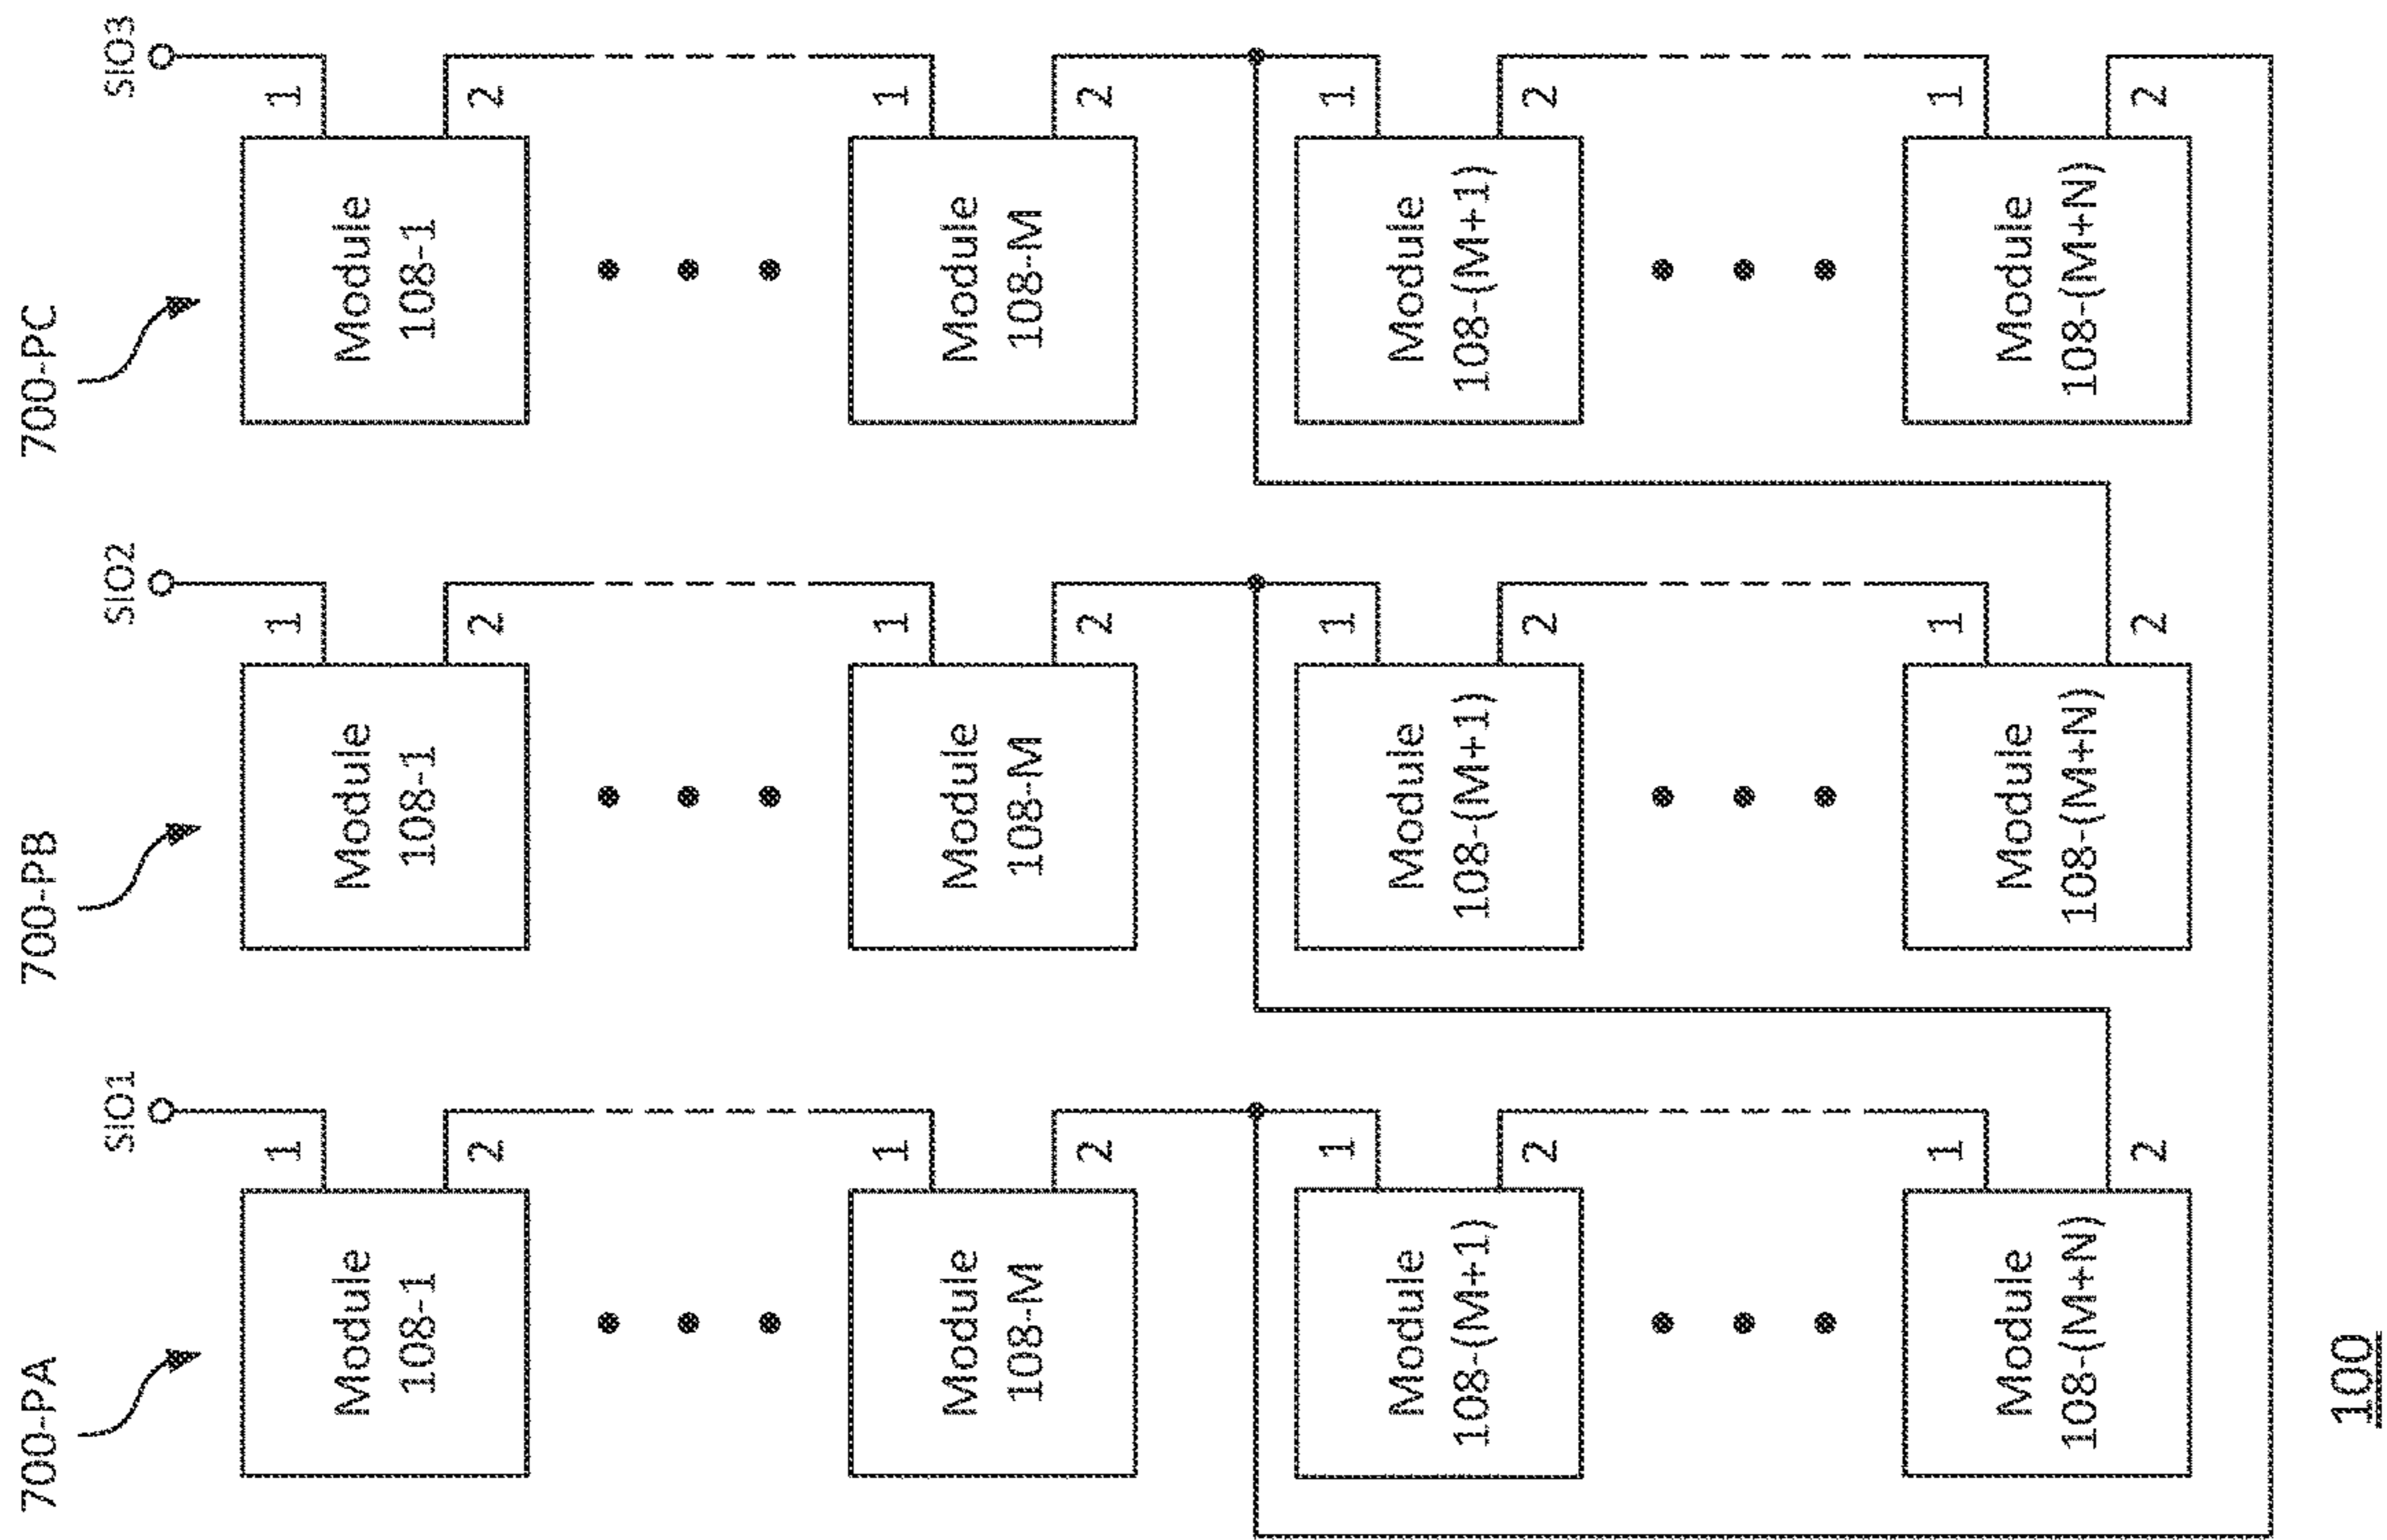 700-PA
SIO1
Module
108-1
1
2
Module
108-M
1
2
Module
108-(M+1)
1
2
Module
108-(M+N)
1
2
700-PB
SIO2
Module
108-1
1
2
Module
108-M
1
2
Module
108-(M+1)
1
2
Module
108-(M+N)
1
2
700-PC
SIO3
Module
108-1
1
2
Module
108-M
1
2
Module
108-(M+1)
1
2
Module
108-(M+N)
1
2
100